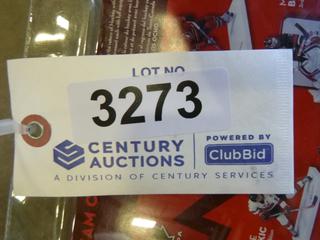 LOT NO.
3273
CENTURY
AUCTIONS
POWERED BY
ClubBid
A DIVISION OF CENTURY SERVICES